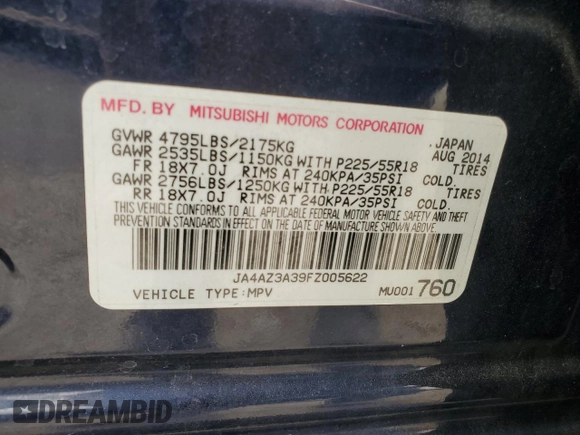 MFD. BY MITSUBISHI MOTORS CORPORATION
GVWR 4795LBS/2175KG JAPAN
GAWR 2535LBS/1150KG WITH P225/55R18 AUG 2014
FR 18X7.0J RIMS AT 240KPA/35PSI COLD. TIRES
GAWR 2756LBS/1250KG WITH P225/55R18 TIRES
RR 18X7.0J RIMS AT 240KPA/35PSI COLD.
THIS VEHICLE CONFORMS TO ALL APPLICABLE FEDERAL MOTOR VEHICLE SAFETY AND THEFT
PREVENTION STANDARDS IN EFFECT ON THE DATE OF MANUFACTURE SHOWN ABOVE.
JA4AZ3A39FZ005622
VEHICLE TYPE:MPV MU001 760
DREAMBID